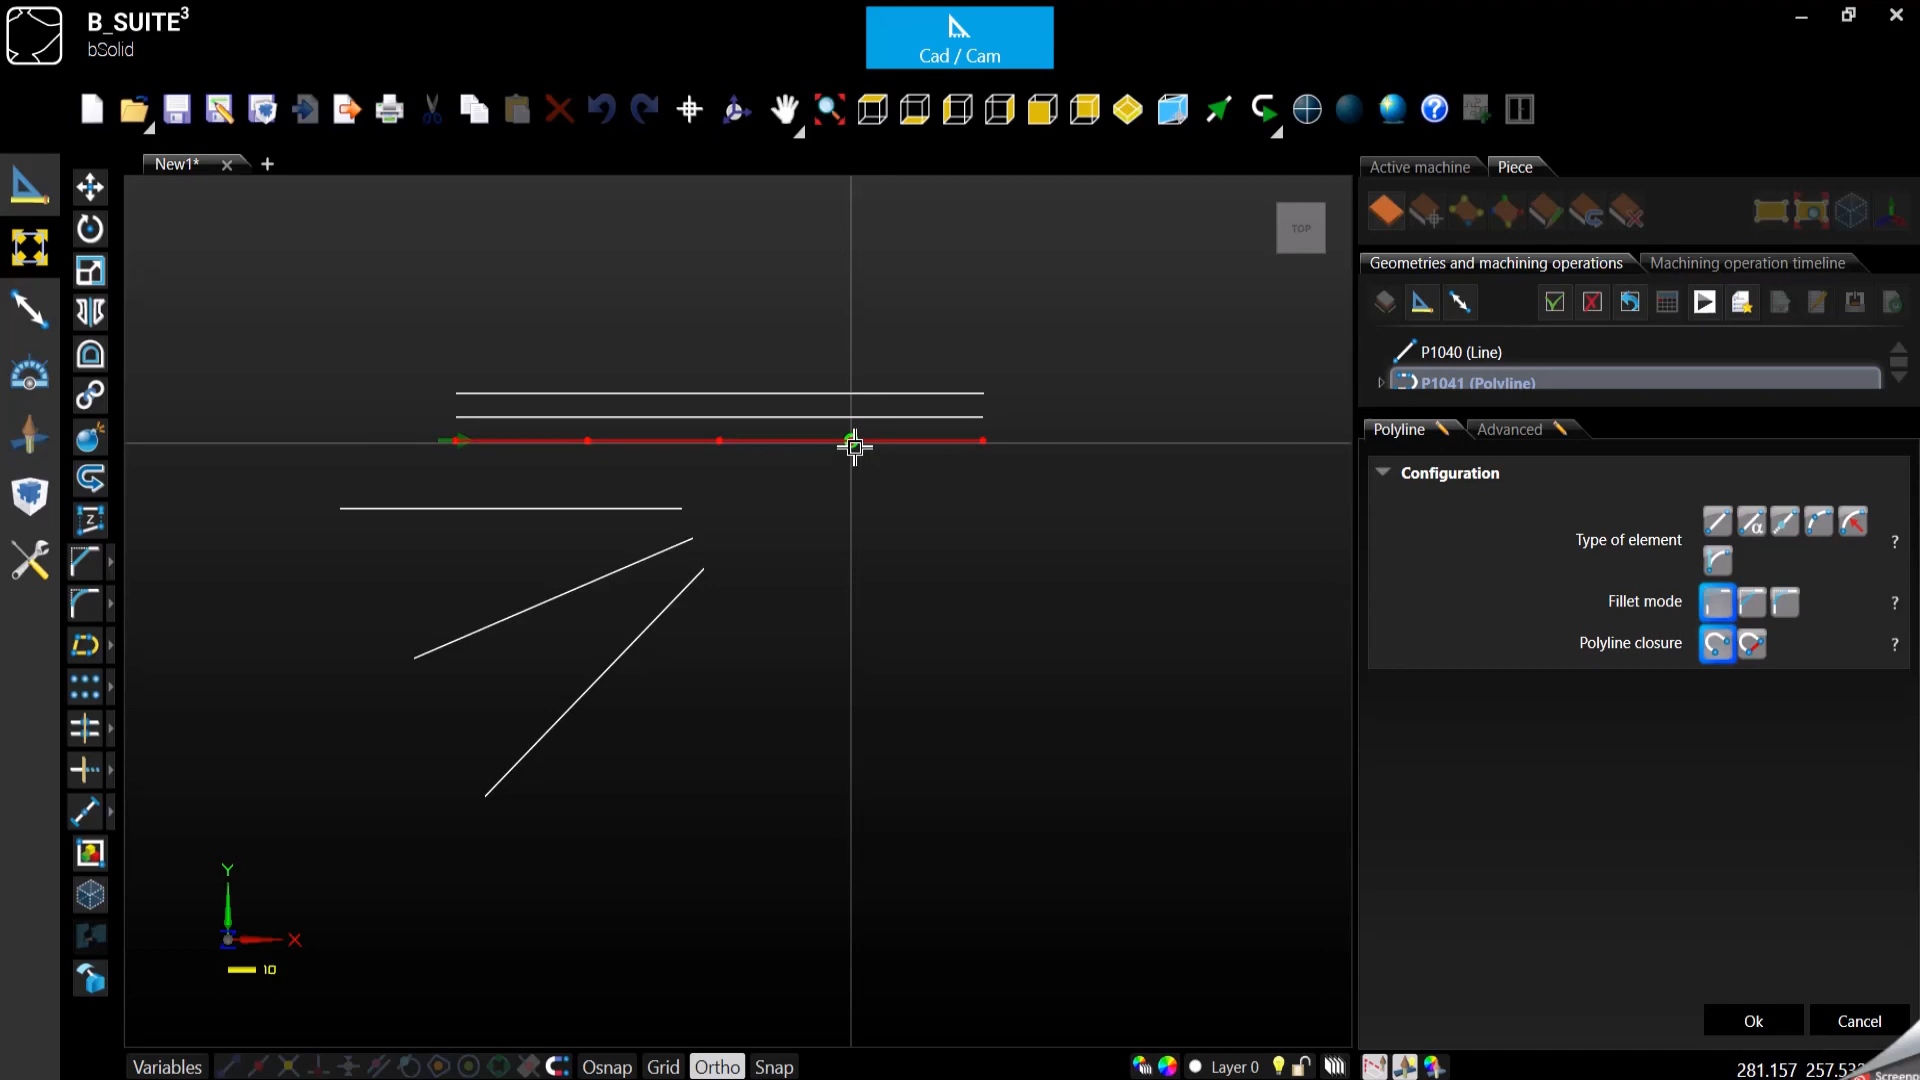 B_SUITE³
bSolid
Cad / Cam
New1*
Active machine
Piece
TOP
Geometries and machining operations
Machining operation timeline
P1040 (Line)
P1041 (Polyline)
Polyline
Advanced
Configuration
Type of element
?
Fillet mode
?
Polyline closure
?
α
Z
Y
X
10
Ok
Cancel
Variables
Osnap
Grid
Ortho
Snap
Layer 0
281.157